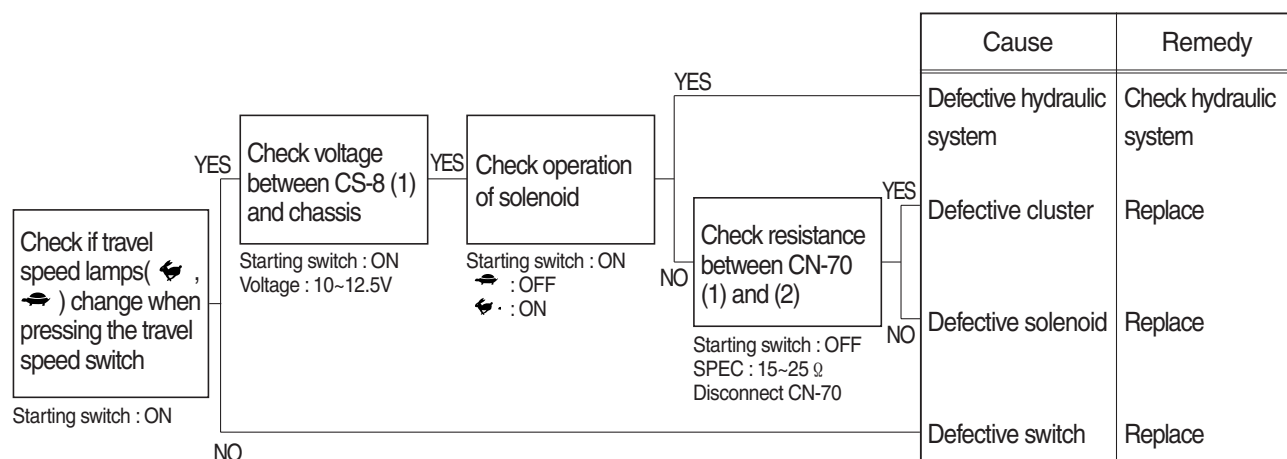 Check if travel
speed lamps( ,
) change when
pressing the travel
speed switch
Starting switch : ON
YES
NO
Check voltage
between CS-8 (1)
and chassis
Starting switch : ON
Voltage : 10~12.5V
YES
Check operation
of solenoid
Starting switch : ON
: OFF
· : ON
YES
NO
Check resistance
between CN-70
(1) and (2)
Starting switch : OFF
SPEC : 15~25 Ω
Disconnect CN-70
YES
NO
Cause Remedy
Defective hydraulic Check hydraulic
system system
Defective cluster Replace
Defective solenoid Replace
Defective switch Replace